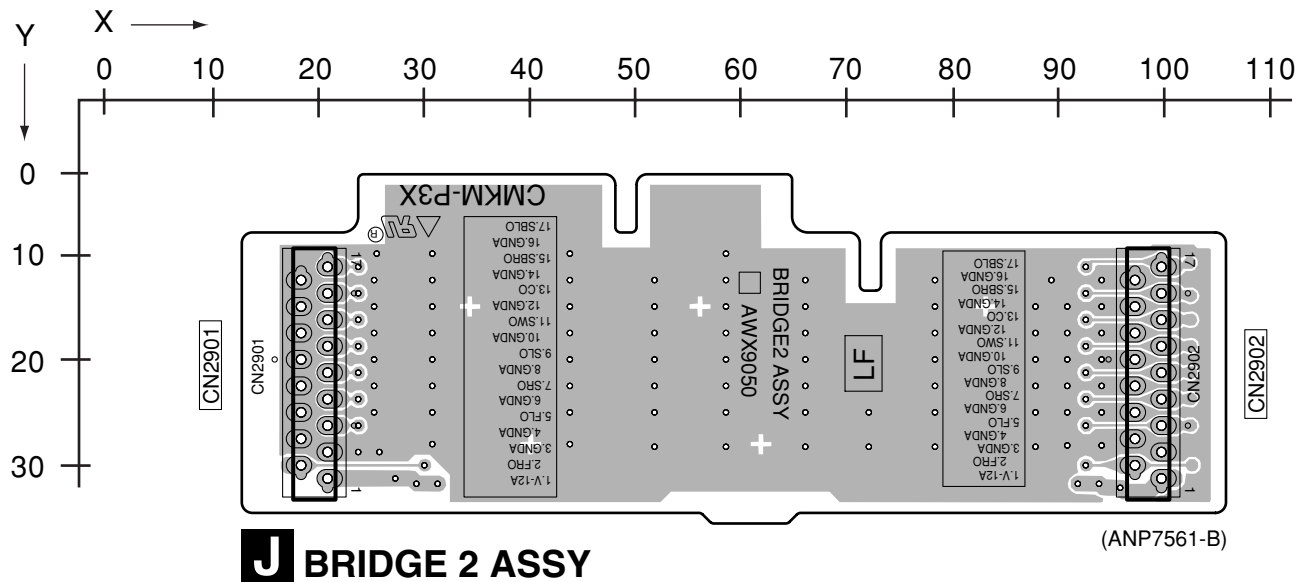 X
Y
0 10 20 30 40 50 60 70 80 90 100 110
0
10
20
30
CMKM-P3X
®
17.SBLO
16.GNDA
15.SBRO
14.GNDA
13.CO
12.GNDA
11.SWO
10.GNDA
9.SLO
8.GNDA
7.SRO
6.GNDA
5.FLO
4.GNDA
3.GNDA
2.FRO
1.V-12A
17
1
CN2901
CN2901
BRIDGE2 ASSY
AWX9050
LF
17.SBLO
16.GNDA
15.SBRO
14.GNDA
13.CO
12.GNDA
11.SWO
10.GNDA
9.SLO
8.GNDA
7.SRO
6.GNDA
5.FLO
4.GNDA
3.GNDA
2.FRO
1.V-12A
17
1
CN2902
CN2902
(ANP7561-B)
J BRIDGE 2 ASSY